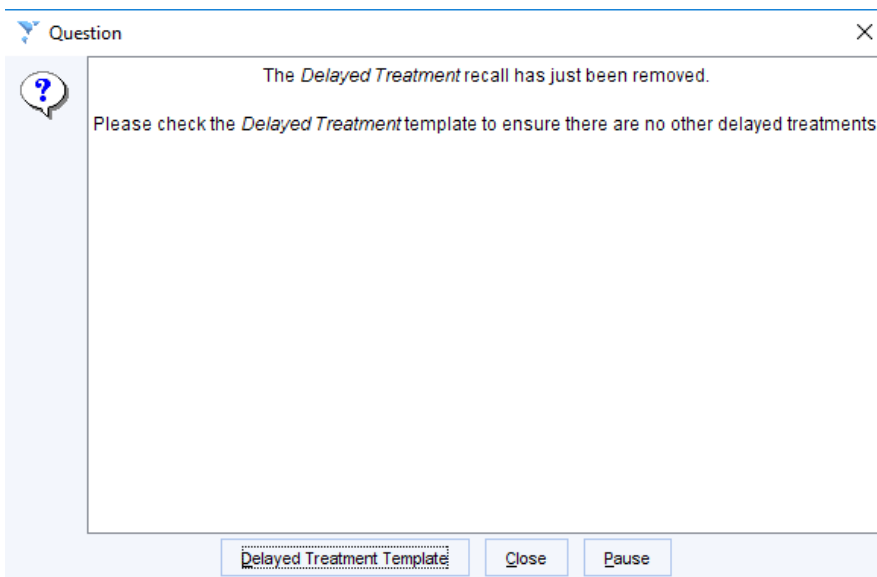 Question
The Delayed Treatment recall has just been removed.
Please check the Delayed Treatment template to ensure there are no other delayed treatments
Delayed Treatment Template Close Pause